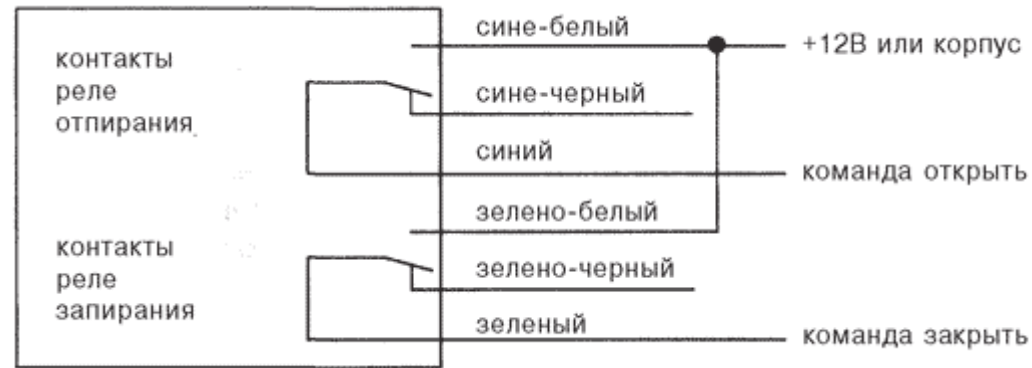 сине-белый
+12В или корпус
контакты
реле
отпирания
сине-черный
синий
команда открыть
зелено-белый
контакты
реле
запирания
зелено-черный
зеленый
команда закрыть